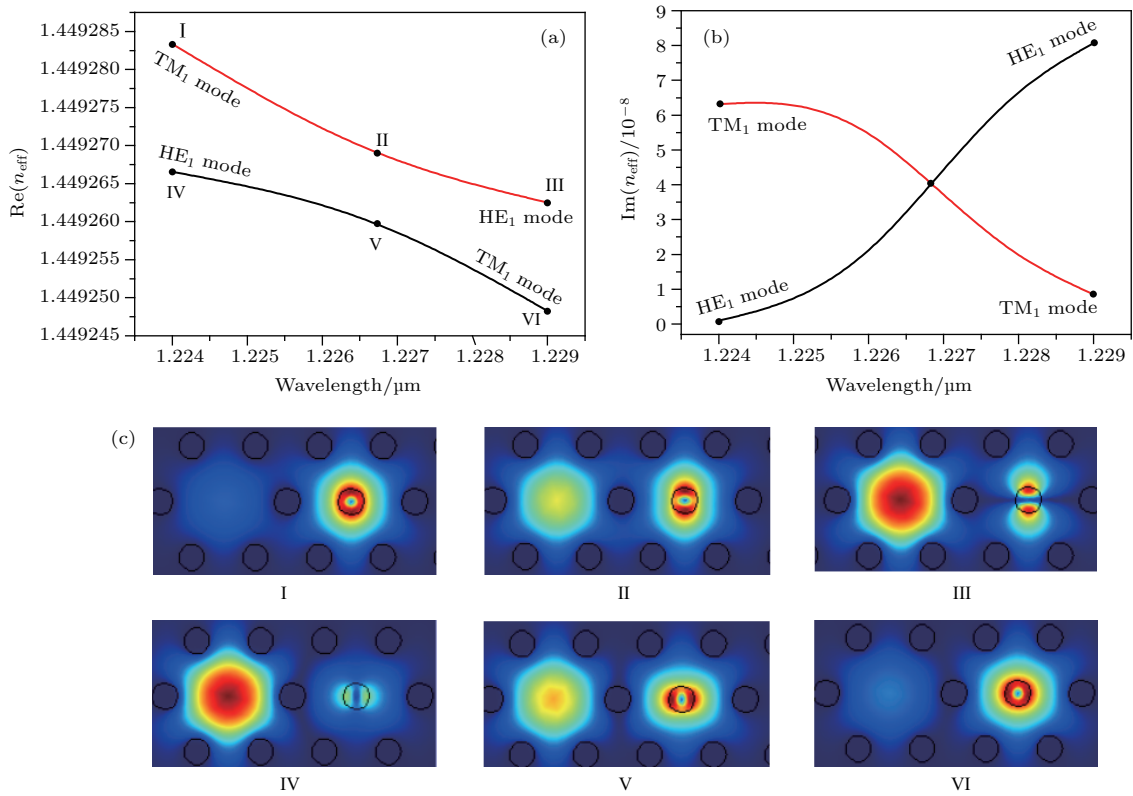 (a)
Re(n_eff)
1.449285
1.449280
1.449275
1.449270
1.449265
1.449260
1.449255
1.449250
1.449245
I
TM₁ mode
II
III
HE₁ mode
HE₁ mode
IV
V
TM₁ mode
VI
1.224 1.225 1.226 1.227 1.228 1.229
Wavelength/µm
(b)
Im(n_eff)/10⁻⁸
9
8
7
6
5
4
3
2
1
0
HE₁ mode
TM₁ mode
HE₁ mode
TM₁ mode
1.224 1.225 1.226 1.227 1.228 1.229
Wavelength/µm
(c)
I II III
IV V VI